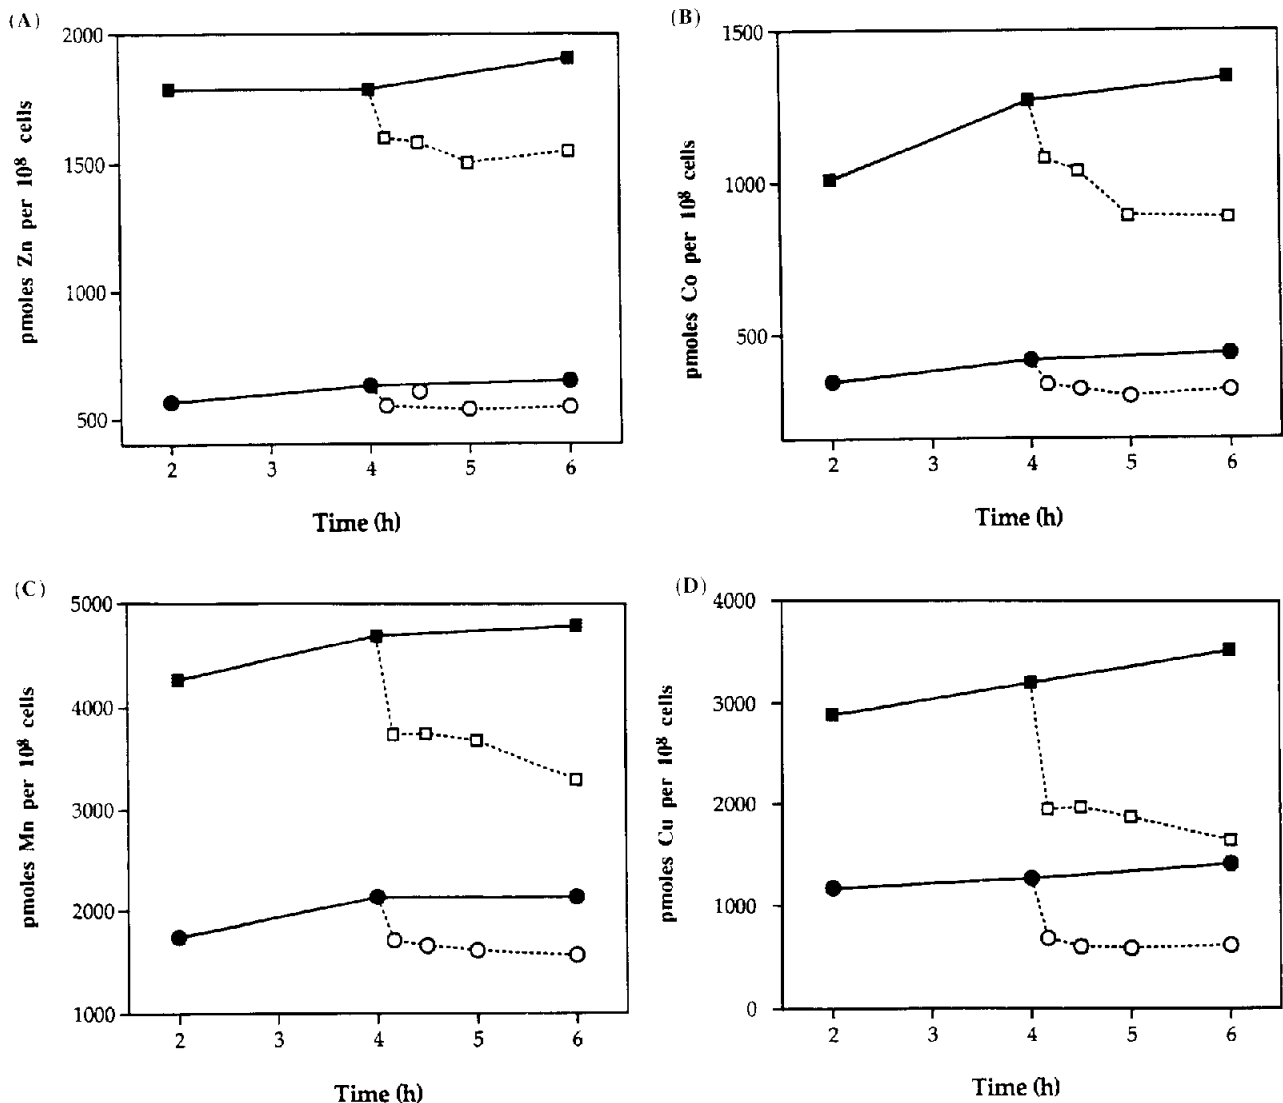 (A)
2000
1500
1000
500
pmoles Zn per 10⁸ cells
2 3 4 5 6
Time (h)
(B)
1500
1000
500
pmoles Co per 10⁸ cells
2 3 4 5 6
Time (h)
(C)
5000
4000
3000
2000
1000
pmoles Mn per 10⁸ cells
2 3 4 5 6
Time (h)
(D)
4000
3000
2000
1000
0
pmoles Cu per 10⁸ cells
2 3 4 5 6
Time (h)